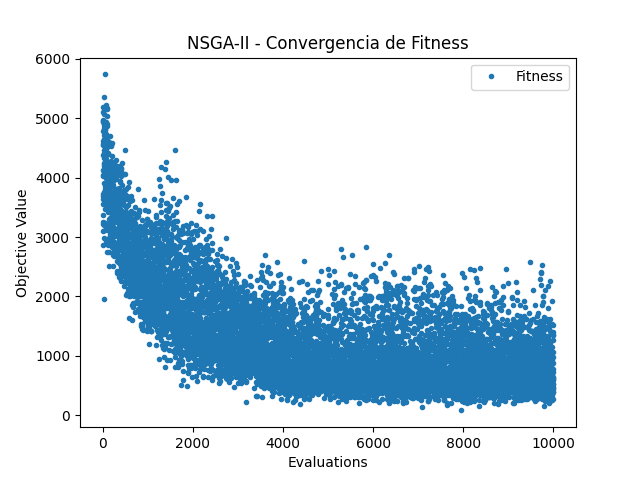 NSGA-II - Convergencia de Fitness
Fitness
Objective Value
6000
5000
4000
3000
2000
1000
0
0 2000 4000 6000 8000 10000
Evaluations